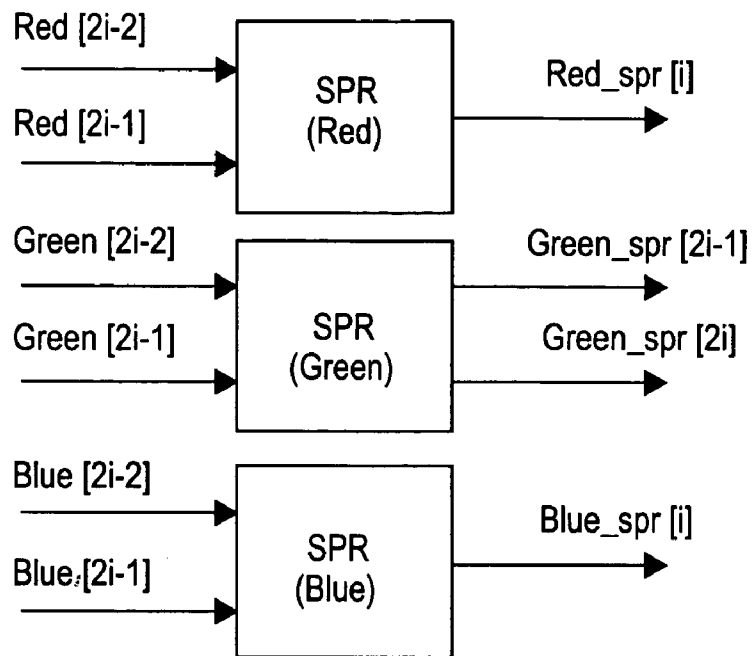 Red [2i-2]
Red [2i-1]
SPR
(Red)
Red_spr [i]
Green [2i-2]
Green [2i-1]
SPR
(Green)
Green_spr [2i-1]
Green_spr [2i]
Blue [2i-2]
Blue [2i-1]
SPR
(Blue)
Blue_spr [i]